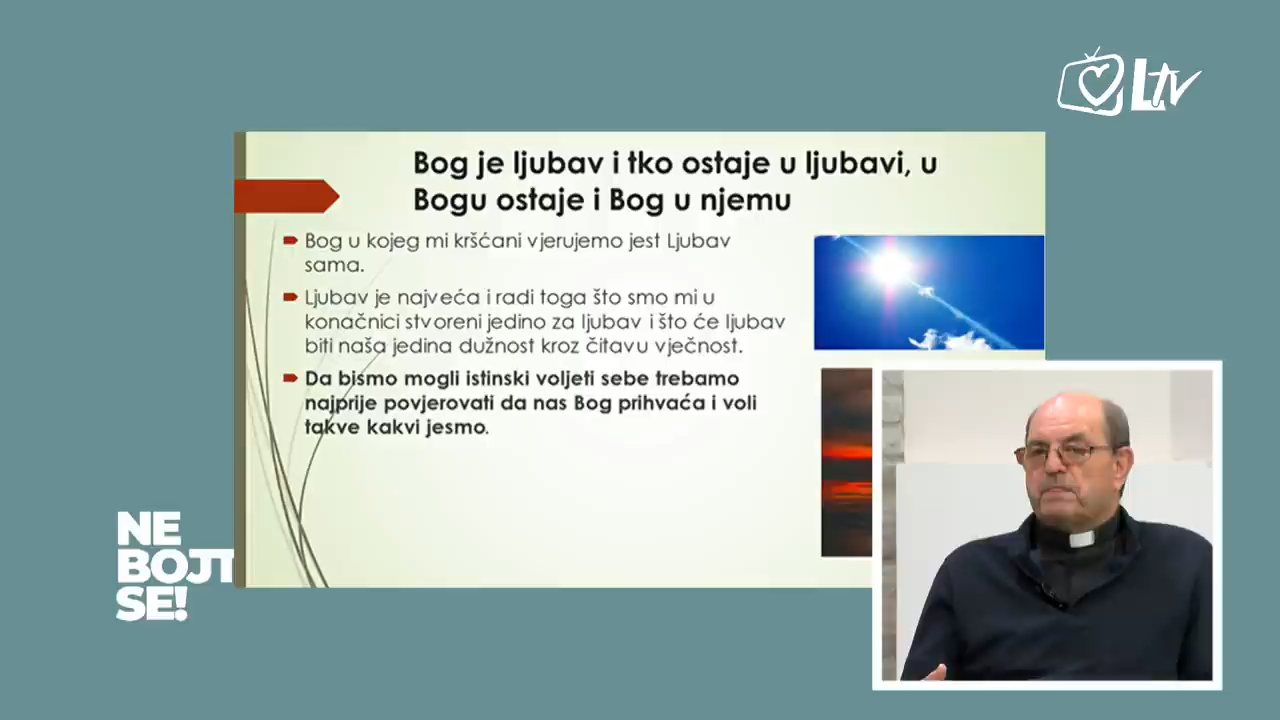 LTV
Bog je ljubav i tko ostaje u ljubavi, u
Bogu ostaje i Bog u njemu
Bog u kojeg mi kršćani vjerujemo jest Ljubav
sama.
Ljubav je najveća i radi toga što smo mi u
konačnici stvoreni jedino za ljubav i što će ljubav
biti naša jedina dužnost kroz čitavu vječnost.
Da bismo mogli istinski voljeti sebe trebamo
najprije povjerovati da nas Bog prihvaća i voli
takve kakvi jesmo.
NE
BOJT
SE!